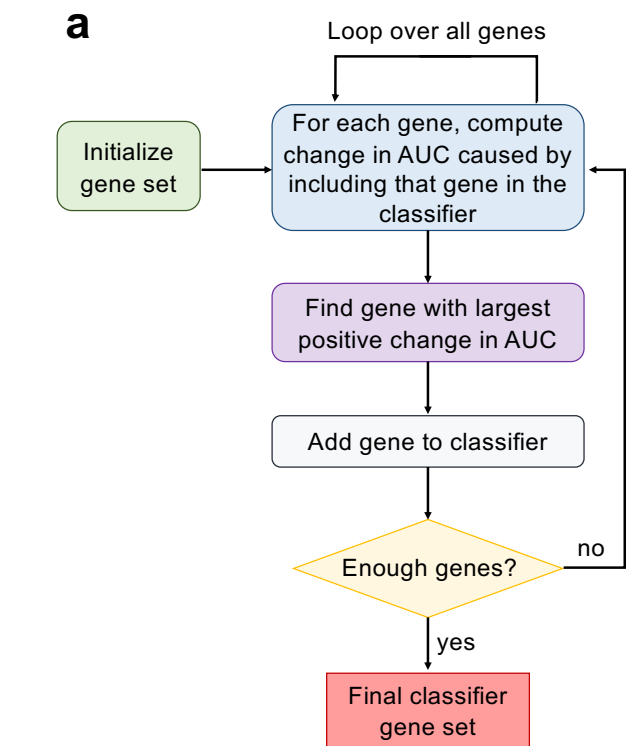 a
Loop over all genes
Initialize
gene set
For each gene, compute
change in AUC caused by
including that gene in the
classifier
Find gene with largest
positive change in AUC
Add gene to classifier
Enough genes?
no
yes
Final classifier
gene set